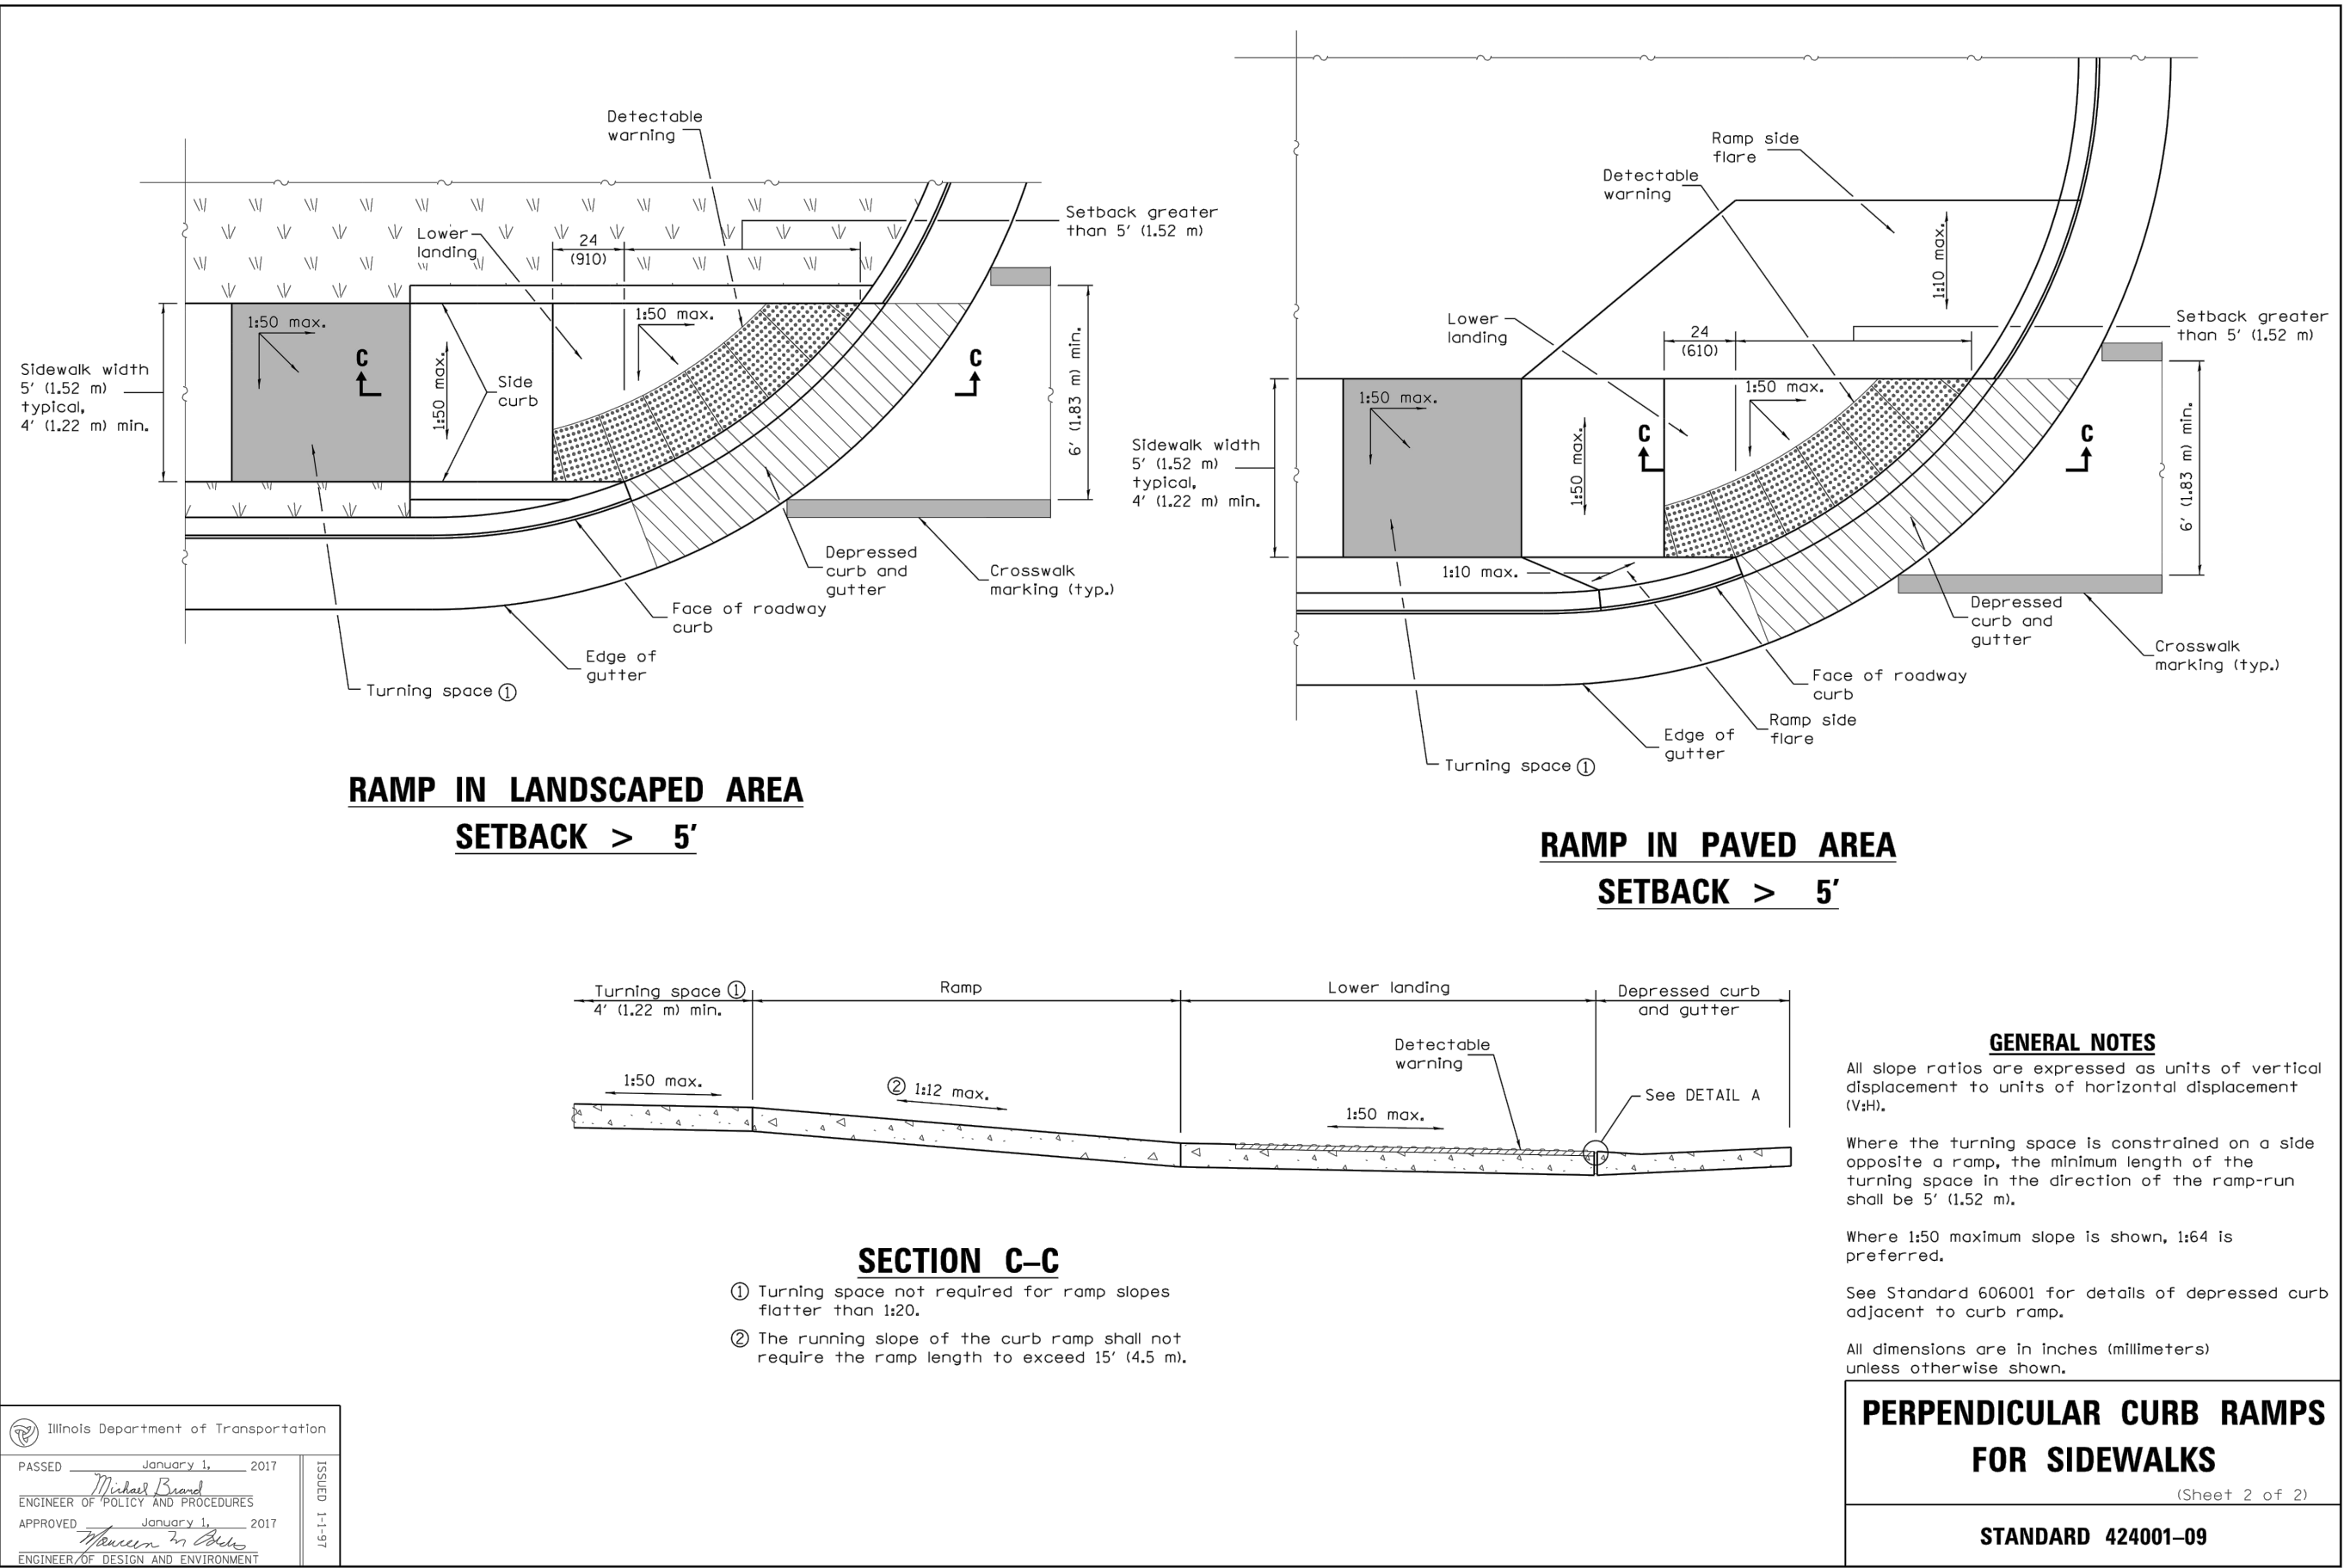 Detectable
warning
Lower
landing
24
(910)
Setback greater
than 5' (1.52 m)
1:50 max.
1:50 max.
Sidewalk width
5' (1.52 m)
typical,
4' (1.22 m) min.
C
1:50 max.
Side
curb
C
6' (1.83 m) min.
Depressed
curb and
gutter
Crosswalk
marking (typ.)
Face of roadway
curb
Edge of
gutter
Turning space ①
RAMP IN LANDSCAPED AREA
SETBACK > 5'
Ramp side
flare
Detectable
warning
1:10 max.
Lower
landing
24
(610)
Setback greater
than 5' (1.52 m)
1:50 max.
1:50 max.
Sidewalk width
5' (1.52 m)
typical,
4' (1.22 m) min.
1:50 max.
C
C
6' (1.83 m) min.
1:10 max.
Depressed
curb and
gutter
Crosswalk
marking (typ.)
Face of roadway
curb
Ramp side
flare
Edge of
gutter
Turning space ①
RAMP IN PAVED AREA
SETBACK > 5'
Turning space ①
4' (1.22 m) min.
Ramp
Lower landing
Depressed curb
and gutter
1:50 max.
② 1:12 max.
1:50 max.
Detectable
warning
See DETAIL A
SECTION C–C
① Turning space not required for ramp slopes
flatter than 1:20.
② The running slope of the curb ramp shall not
require the ramp length to exceed 15' (4.5 m).
GENERAL NOTES
All slope ratios are expressed as units of vertical
displacement to units of horizontal displacement
(V:H).
Where the turning space is constrained on a side
opposite a ramp, the minimum length of the
turning space in the direction of the ramp-run
shall be 5' (1.52 m).
Where 1:50 maximum slope is shown, 1:64 is
preferred.
See Standard 606001 for details of depressed curb
adjacent to curb ramp.
All dimensions are in inches (millimeters)
unless otherwise shown.
Illinois Department of Transportation
PASSED January 1, 2017
Michael Brand
ENGINEER OF POLICY AND PROCEDURES
APPROVED January 1, 2017
Maureen M
ENGINEER OF DESIGN AND ENVIRONMENT
ISSUED 1-1-97
PERPENDICULAR CURB RAMPS
FOR SIDEWALKS
(Sheet 2 of 2)
STANDARD 424001–09